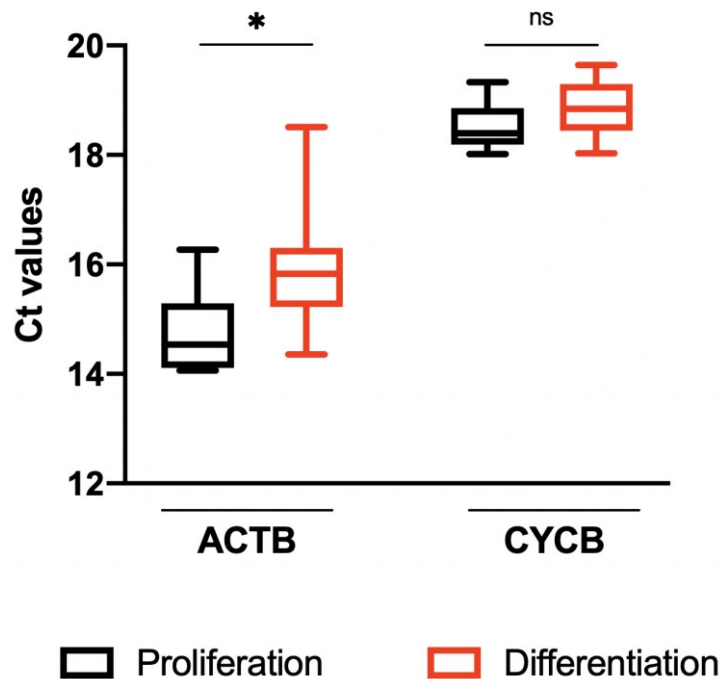 * ns
20
18
16
14
12
Ct values
ACTB CYCB
Proliferation Differentiation